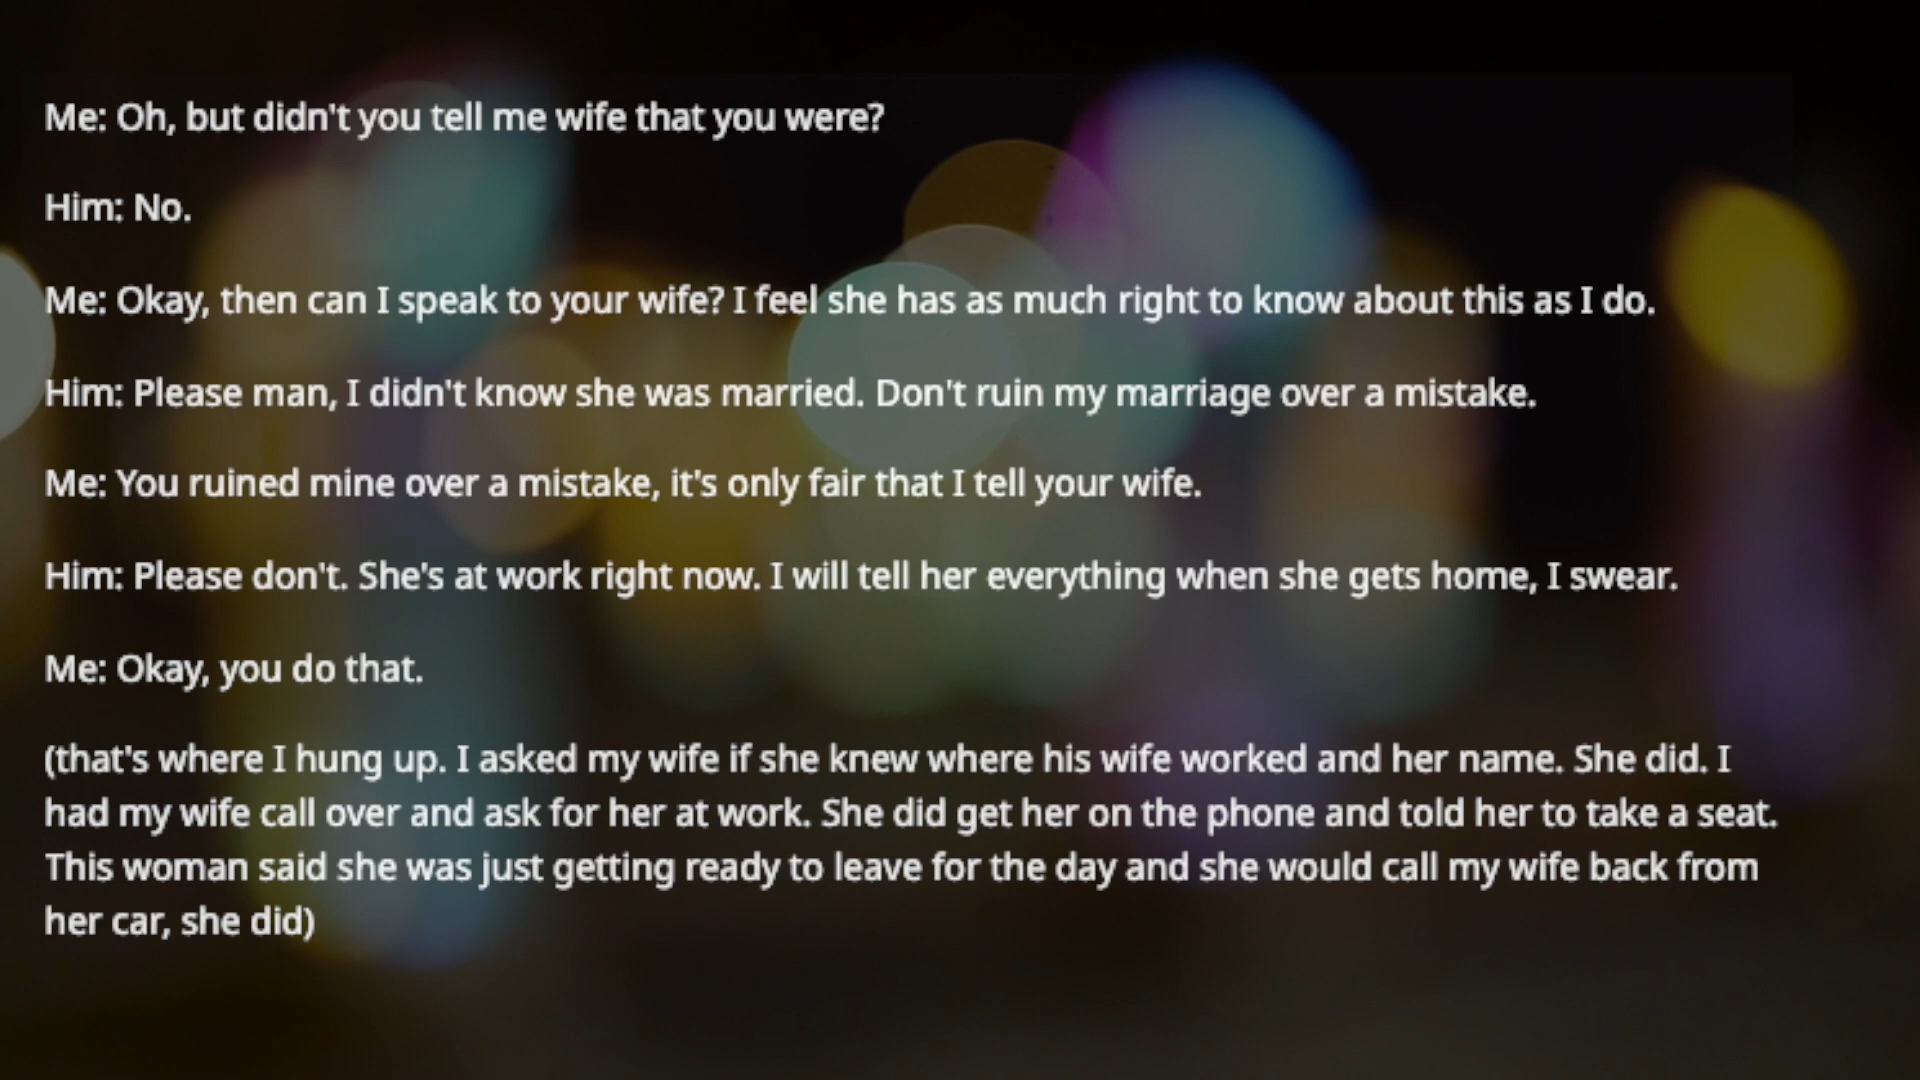 Me: Oh, but didn't you tell me wife that you were?
Him: No.
Me: Okay, then can I speak to your wife? I feel she has as much right to know about this as I do.
Him: Please man, I didn't know she was married. Don't ruin my marriage over a mistake.
Me: You ruined mine over a mistake, it's only fair that I tell your wife.
Him: Please don't. She's at work right now. I will tell her everything when she gets home, I swear.
Me: Okay, you do that.
(that's where I hung up. I asked my wife if she knew where his wife worked and her name. She did. I
had my wife call over and ask for her at work. She did get her on the phone and told her to take a seat.
This woman said she was just getting ready to leave for the day and she would call my wife back from
her car, she did)